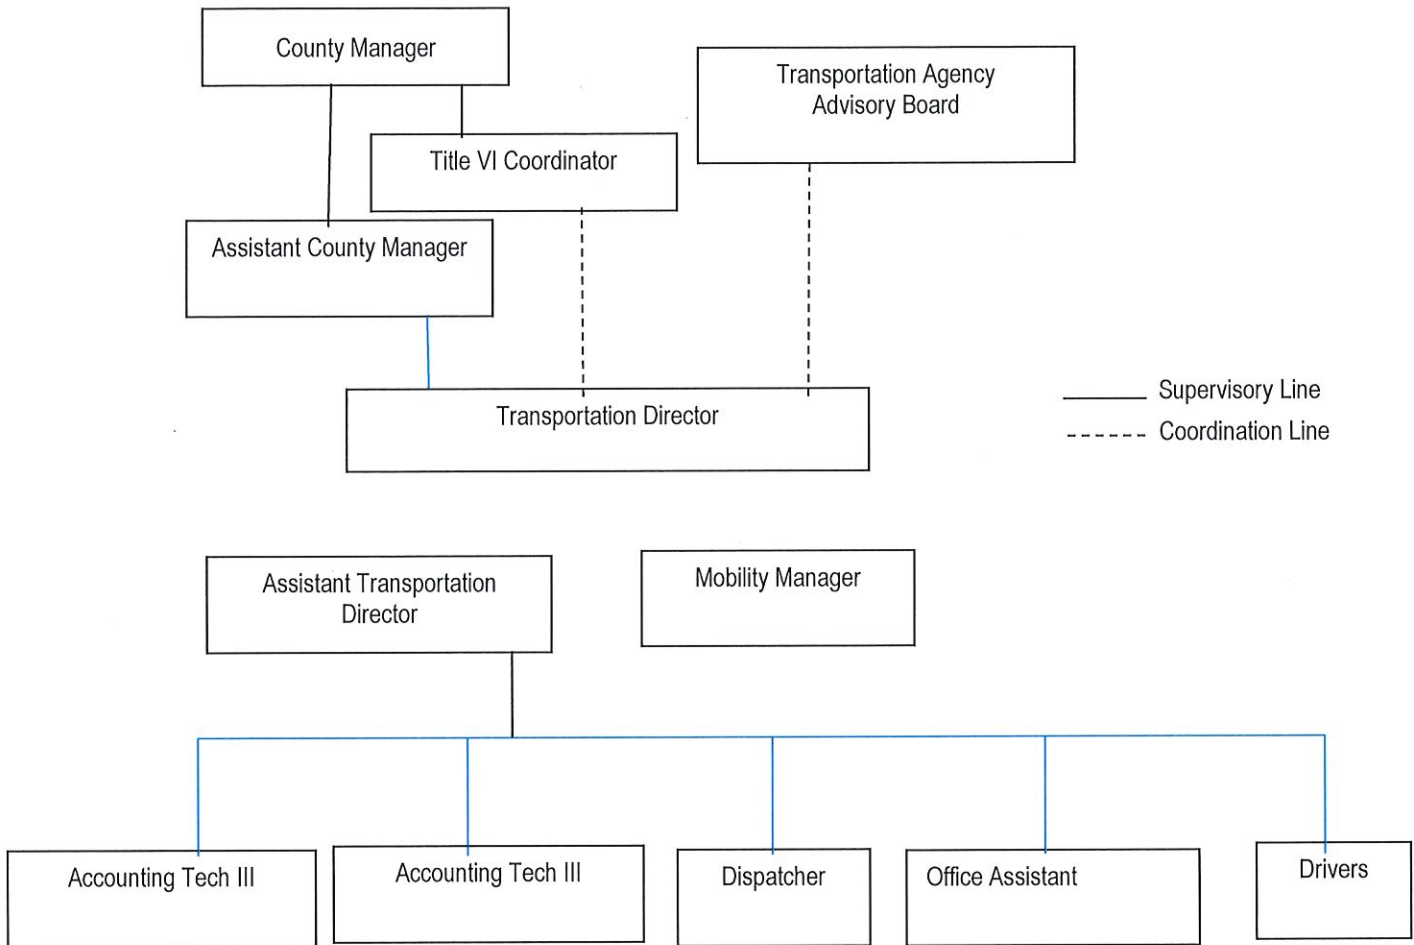 County Manager
Transportation Agency
Advisory Board
Title VI Coordinator
Assistant County Manager
Transportation Director
Supervisory Line
Coordination Line
Assistant Transportation
Director
Mobility Manager
Accounting Tech III
Accounting Tech III
Dispatcher
Office Assistant
Drivers